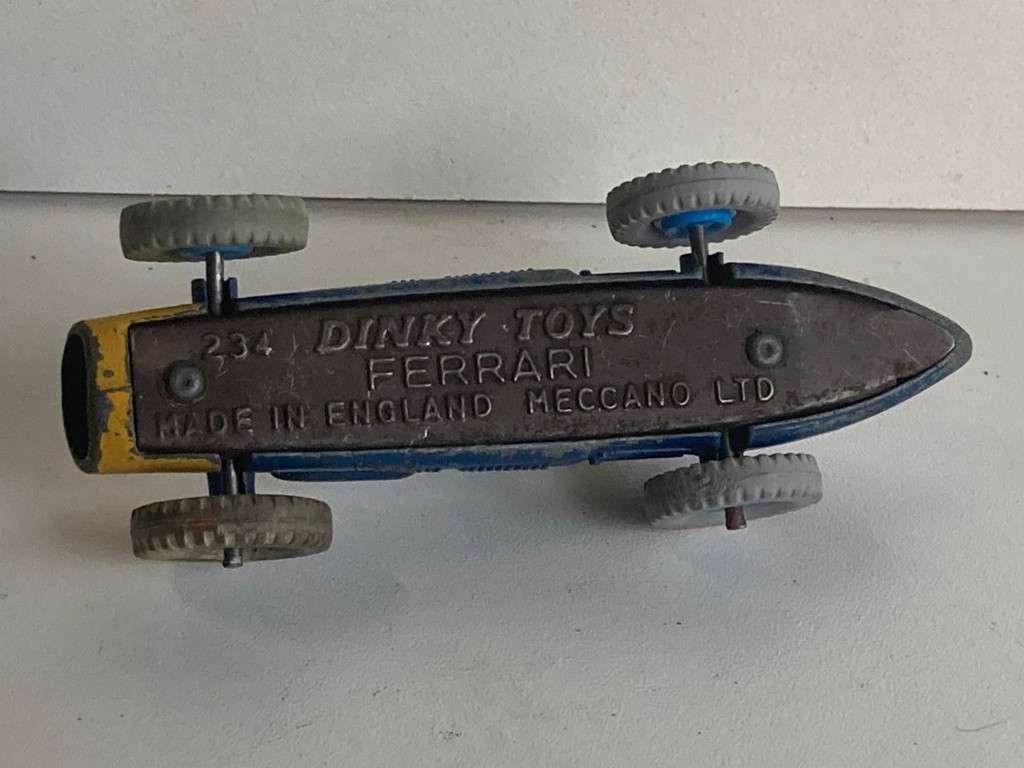 234 DINKY TOYS
FERRARI
MADE IN ENGLAND MECCANO LTD